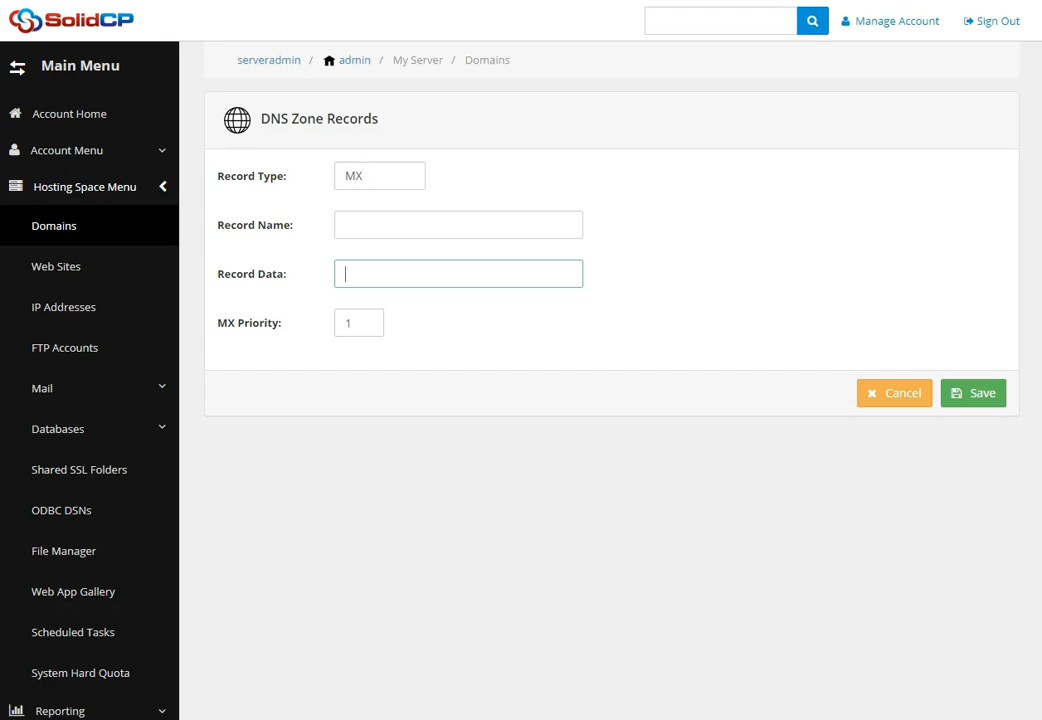 SolidCP
Manage Account
Sign Out
Main Menu
serveradmin / admin / My Server / Domains
Account Home
DNS Zone Records
Account Menu
Record Type: MX
Hosting Space Menu
Domains
Record Name:
Web Sites
Record Data:
IP Addresses
MX Priority: 1
FTP Accounts
Mail
Cancel
Save
Databases
Shared SSL Folders
ODBC DSNs
File Manager
Web App Gallery
Scheduled Tasks
System Hard Quota
Reporting